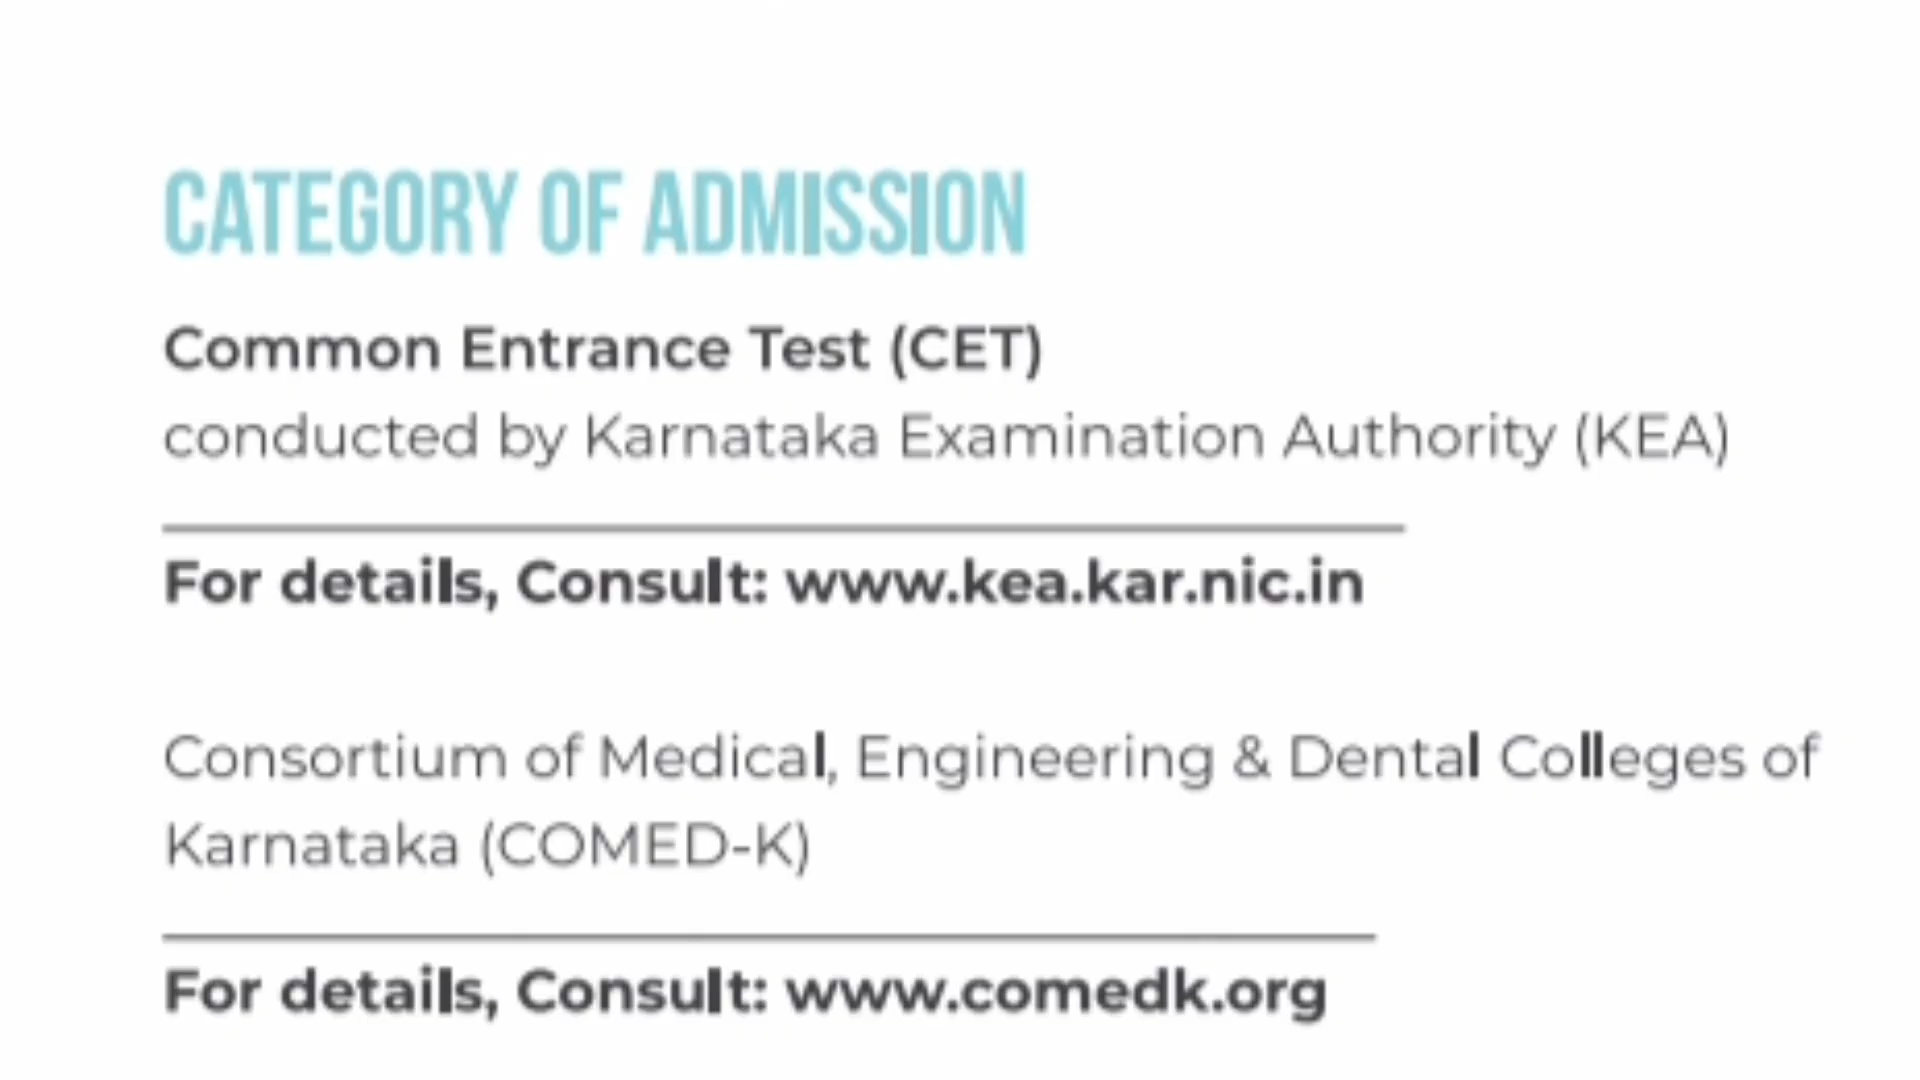 CATEGORY OF ADMISSION
Common Entrance Test (CET)
conducted by Karnataka Examination Authority (KEA)
For details, Consult: www.kea.kar.nic.in
Consortium of Medical, Engineering & Dental Colleges of
Karnataka (COMED-K)
For details, Consult: www.comedk.org